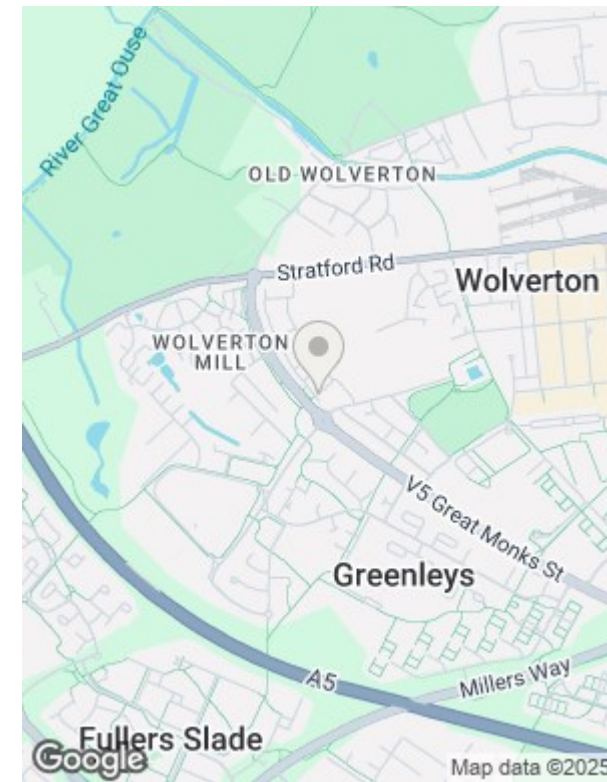 River Great Ouse
OLD WOLVERTON
Stratford Rd
Wolverton
WOLVERTON
MILL
V5 Great Monks St
Greenleys
A5
Millers Way
Fullers Slade
Google
Map data ©2025